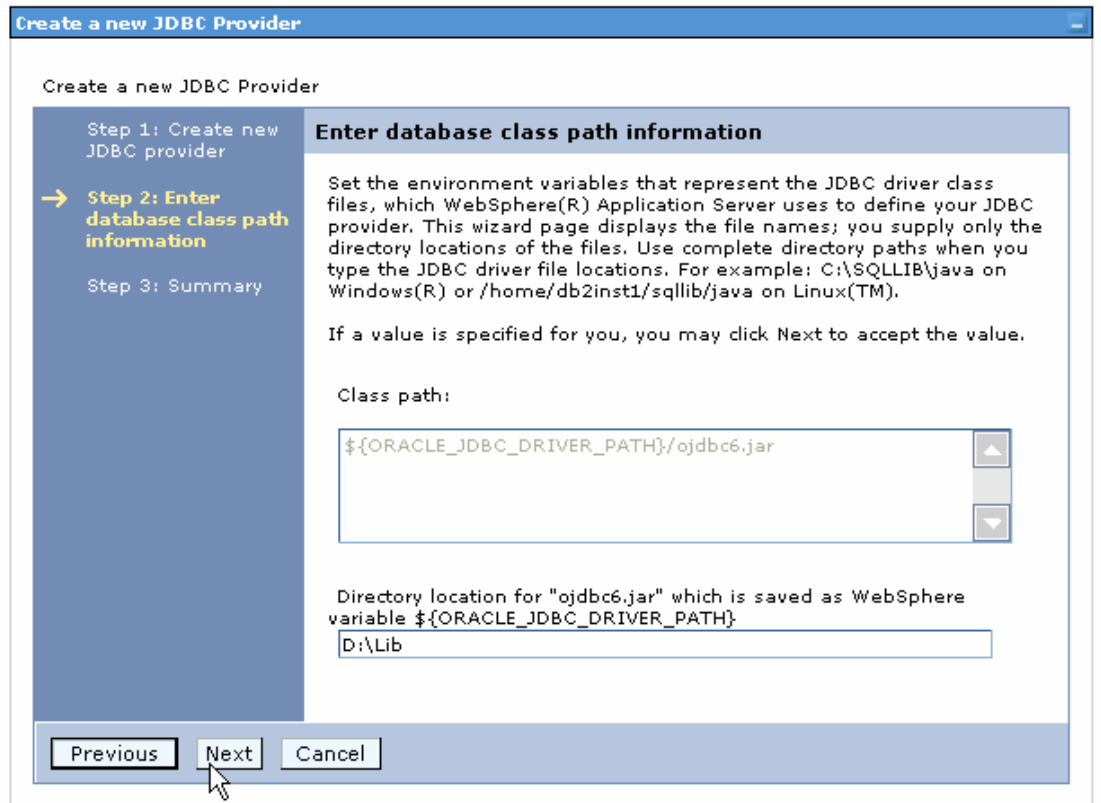 Create a new JDBC Provider
Create a new JDBC Provider
Step 1: Create new
JDBC provider
Step 2: Enter
database class path
information
Step 3: Summary
Enter database class path information
Set the environment variables that represent the JDBC driver class
files, which WebSphere(R) Application Server uses to define your JDBC
provider. This wizard page displays the file names; you supply only the
directory locations of the files. Use complete directory paths when you
type the JDBC driver file locations. For example: C:\SQLLIB\java on
Windows(R) or /home/db2inst1/sqllib/java on Linux(TM).
If a value is specified for you, you may click Next to accept the value.
Class path:
${ORACLE_JDBC_DRIVER_PATH}/ojdbc6.jar
Directory location for "ojdbc6.jar" which is saved as WebSphere
variable ${ORACLE_JDBC_DRIVER_PATH}
D:\Lib
Previous Next Cancel